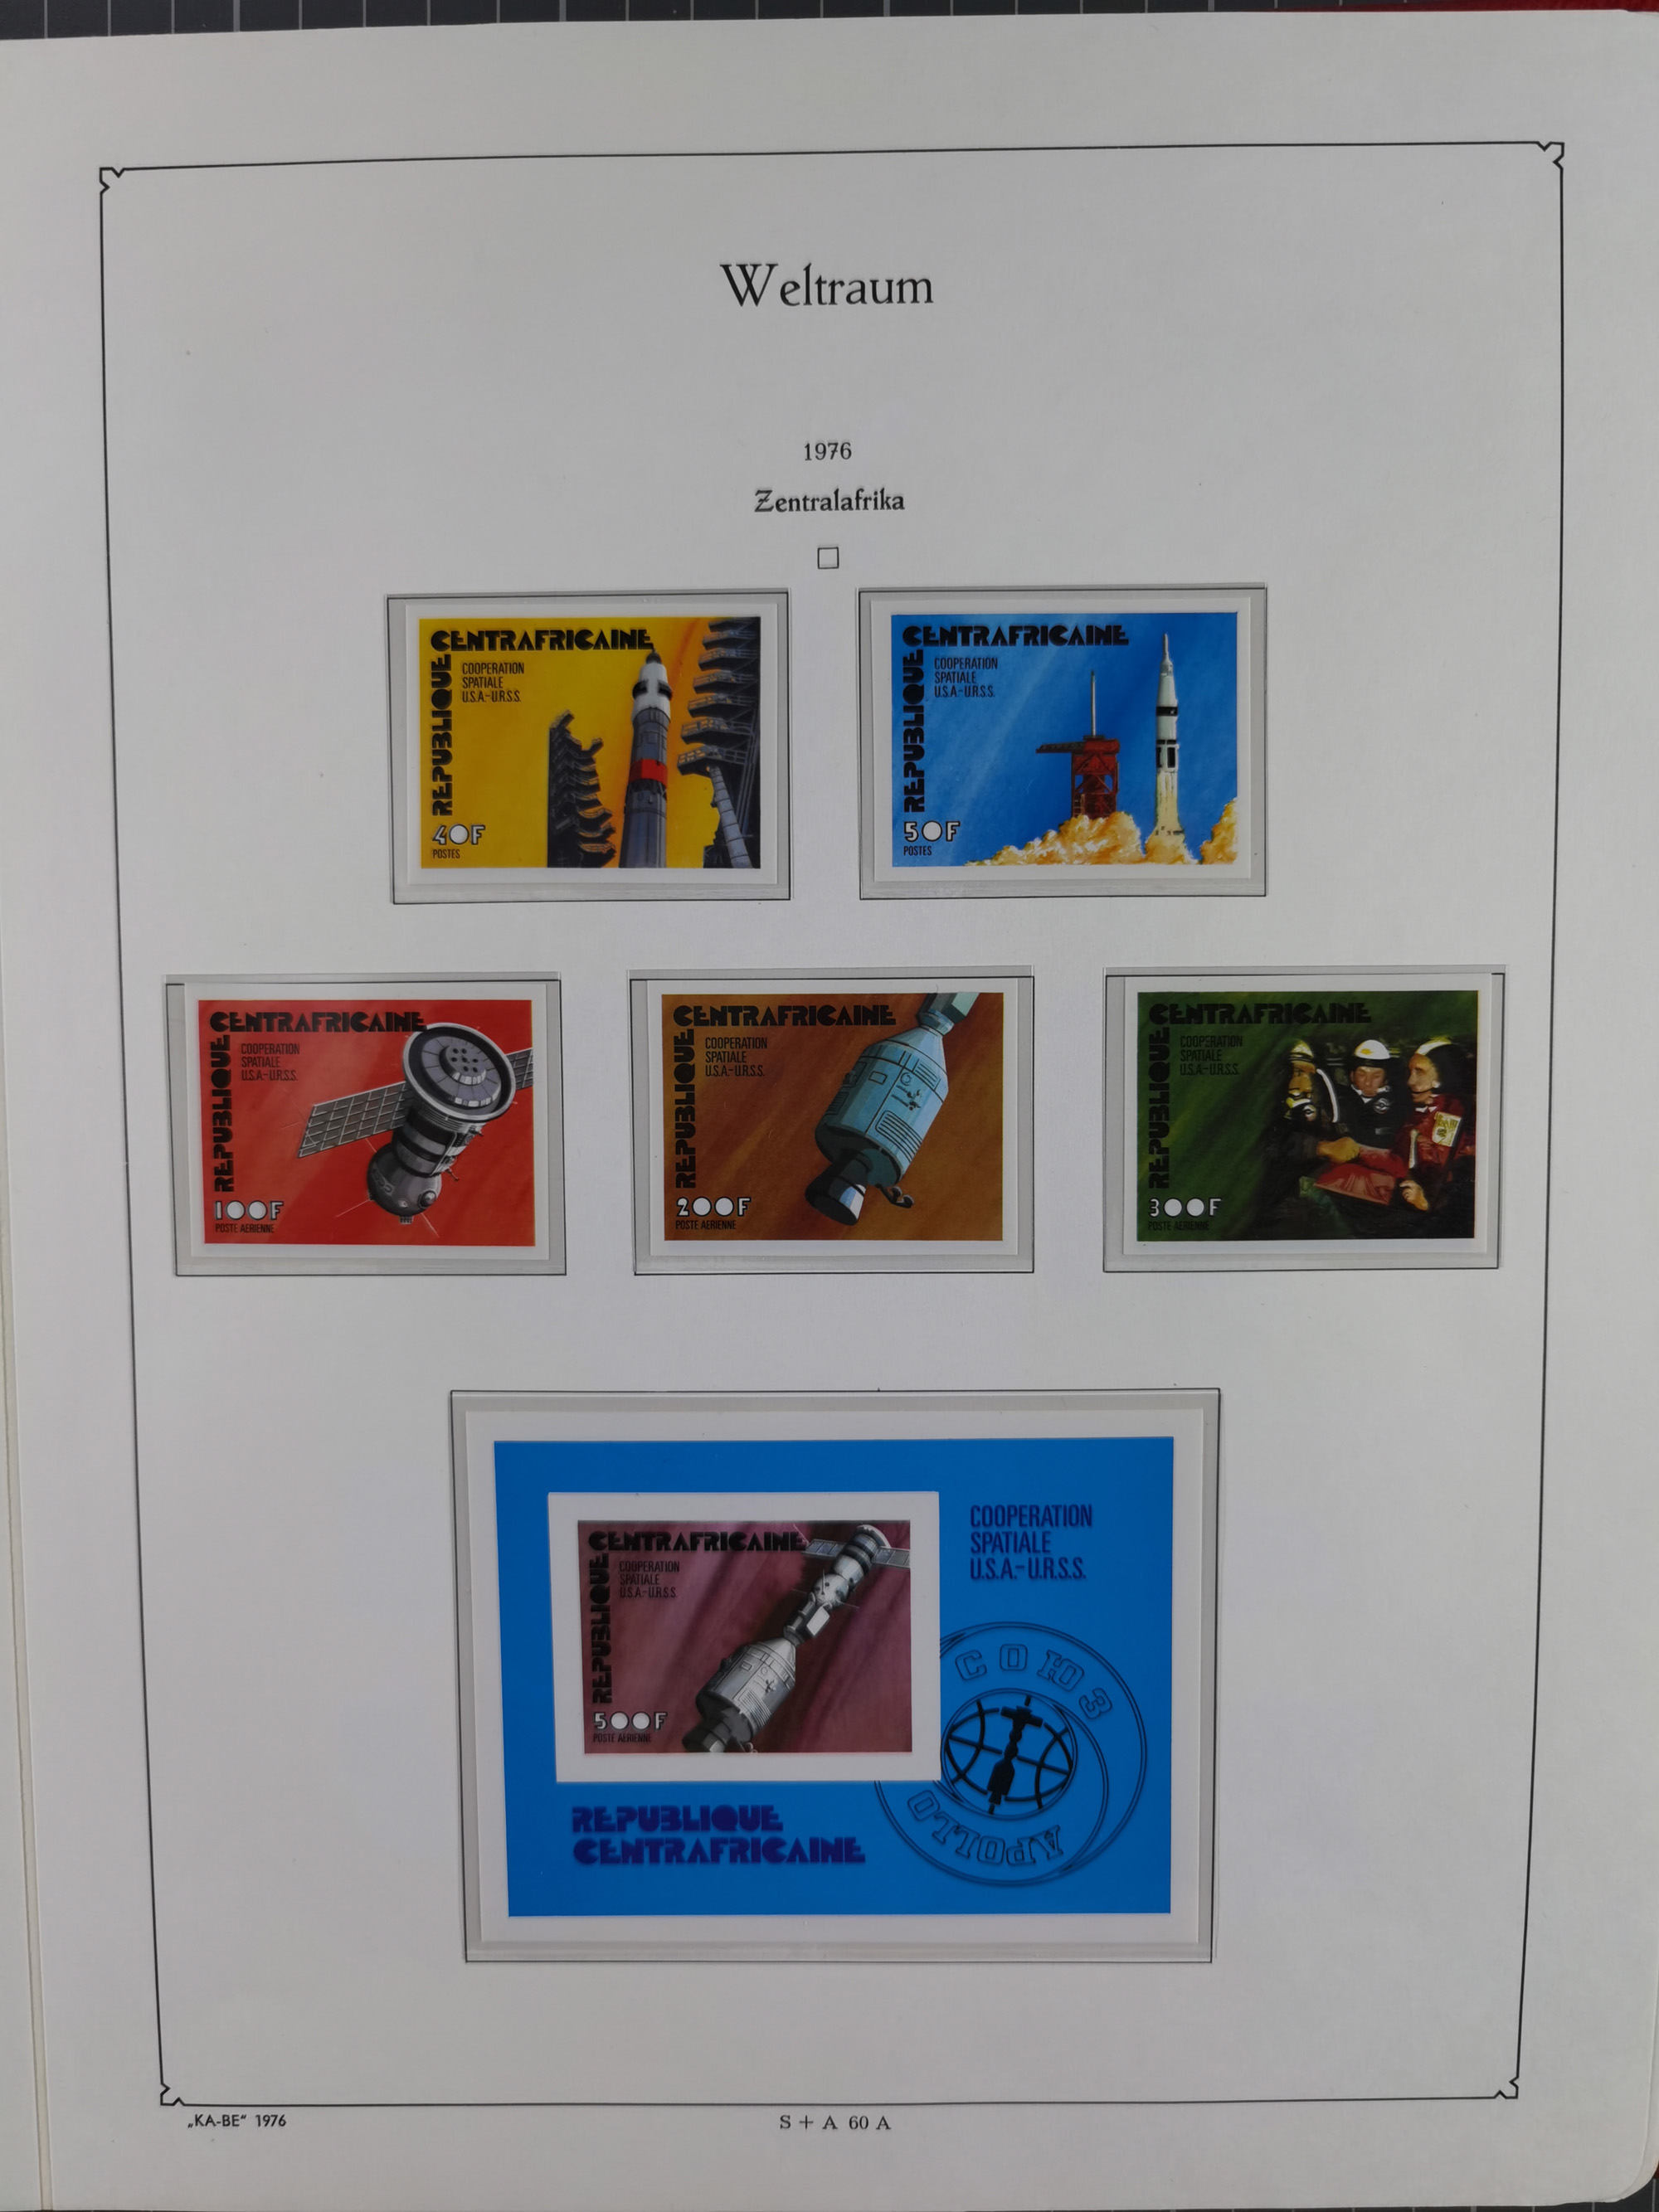 Weltraum
1976
Zentralafrika
REPUBLIQUE
CENTRAFRICAINE
COOPERATION
SPATIALE
U.S.A.-U.R.S.S.
40F
POSTES
REPUBLIQUE
CENTRAFRICAINE
COOPERATION
SPATIALE
U.S.A.-U.R.S.S.
50F
POSTES
REPUBLIQUE
CENTRAFRICAINE
COOPERATION
SPATIALE
U.S.A.-U.R.S.S.
100F
POSTE AERIENNE
REPUBLIQUE
CENTRAFRICAINE
COOPERATION
SPATIALE
U.S.A.-U.R.S.S.
200F
POSTE AERIENNE
REPUBLIQUE
CENTRAFRICAINE
COOPERATION
SPATIALE
U.S.A.-U.R.S.S.
300F
POSTE AERIENNE
REPUBLIQUE
CENTRAFRICAINE
COOPERATION
SPATIALE
U.S.A.-U.R.S.S.
500F
POSTE AERIENNE
COOPERATION
SPATIALE
U.S.A.-U.R.S.S.
СОЮЗ
APOLLO
REPUBLIQUE
CENTRAFRICAINE
„KA-BE“ 1976
S + A 60 A